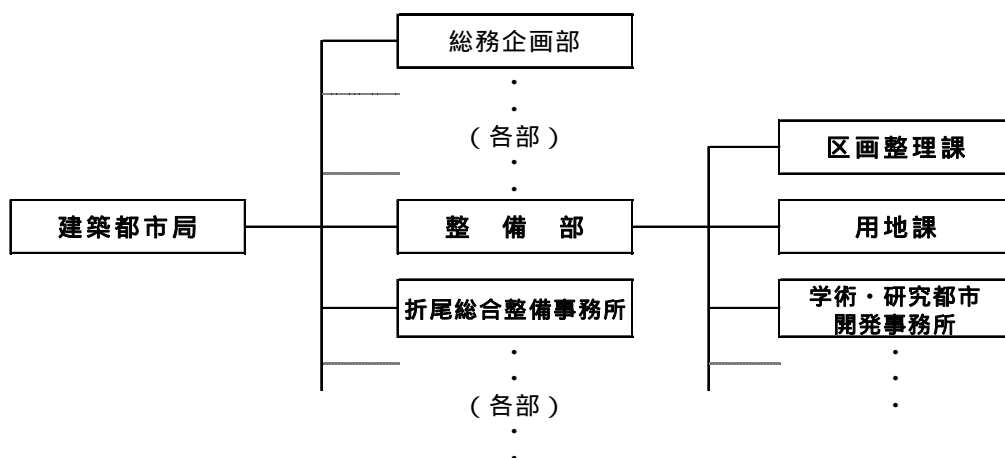 総務企画部
・
・
（各部）
・
・
区画整理課
建築都市局
整　備　部
用地課
折尾総合整備事務所
学術・研究都市
開発事務所
・
・
（各部）
・
・
・
・
・